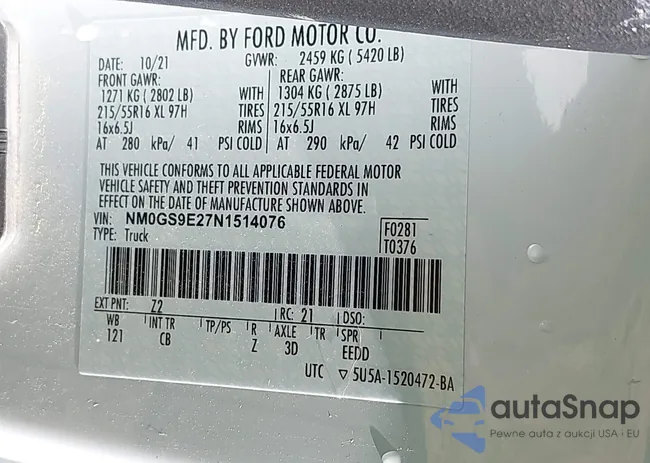 MFD. BY FORD MOTOR CO.
DATE: 10/21 GVWR: 2459 KG ( 5420 LB)
FRONT GAWR: REAR GAWR:
1271 KG ( 2802 LB) WITH 1304 KG ( 2875 LB) WITH
215/55R16 XL 97H TIRES 215/55R16 XL 97H TIRES
16x6.5J RIMS 16x6.5J RIMS
AT 280 kPa/ 41 PSI COLD AT 290 kPa/ 42 PSI COLD
THIS VEHICLE CONFORMS TO ALL APPLICABLE FEDERAL MOTOR
VEHICLE SAFETY AND THEFT PREVENTION STANDARDS IN
EFFECT ON THE DATE OF MANUFACTURE SHOWN ABOVE.
VIN: NM0GS9E27N1514076 F0281
TYPE: Truck T0376
EXT PNT: Z2 RC: 21 DSO:
WB INT TR TP/PS R AXLE TR SPR
121 CB Z 3D EEDD
UTC ▽ 5U5A-1520472-BA
autaSnap
Pewne auta z aukcji USA i EU